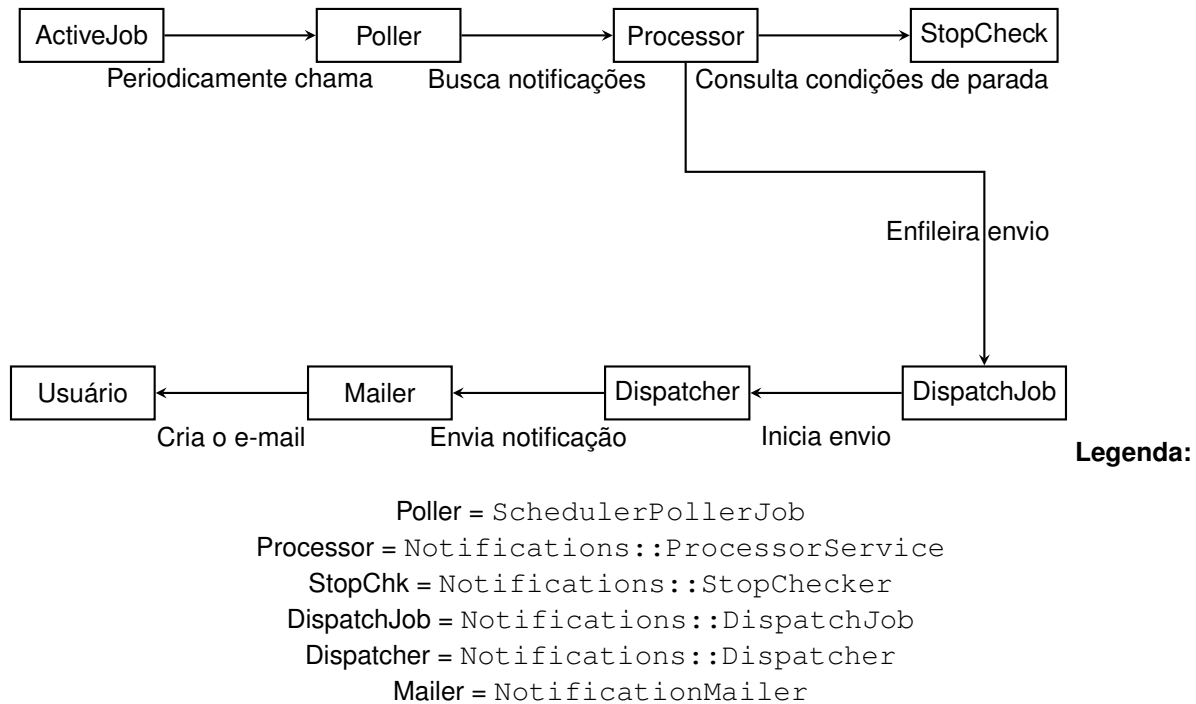 ActiveJob
Poller
Processor
StopCheck
Periodicamente chama
Busca notificações
Consulta condições de parada
Enfileira envio
Usuário
Mailer
Dispatcher
DispatchJob
Cria o e-mail
Envia notificação
Inicia envio
Legenda:
Poller = SchedulerPollerJob
Processor = Notifications::ProcessorService
StopChk = Notifications::StopChecker
DispatchJob = Notifications::DispatchJob
Dispatcher = Notifications::Dispatcher
Mailer = NotificationMailer